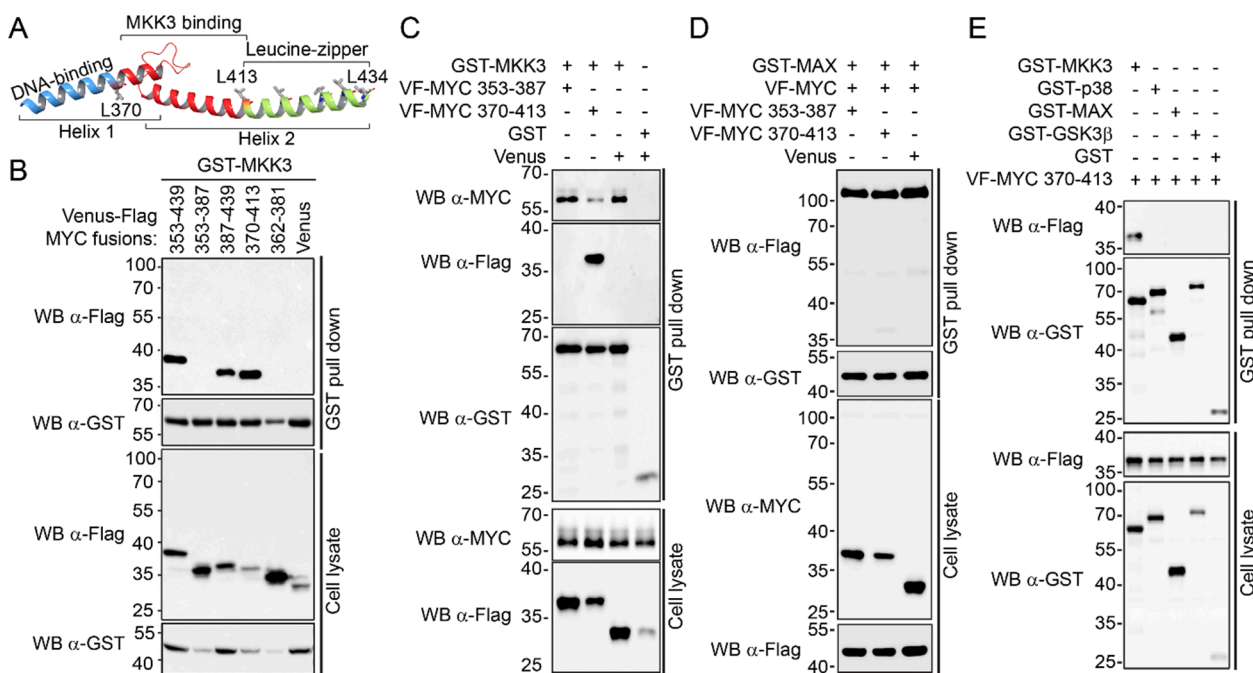 A
MKK3 binding
Leucine-zipper
DNA-binding
L413
L434
L370
Helix 1
Helix 2
B
GST-MKK3
Venus-Flag
MYC fusions:
353-439
353-387
387-439
370-413
362-381
Venus
WB α-Flag
100
70
55
40
35
WB α-GST
70
55
GST pull down
WB α-Flag
100
70
55
35
25
WB α-GST
55
40
Cell lysate
C
GST-MKK3 + + + -
VF-MYC 353-387 + - - -
VF-MYC 370-413 - + - -
GST - - - +
Venus - - + +
WB α-MYC
70
55
WB α-Flag
40
35
25
WB α-GST
70
55
40
35
25
GST pull down
WB α-MYC
70
55
WB α-Flag
40
35
25
Cell lysate
D
GST-MAX + + +
VF-MYC + + +
VF-MYC 353-387 + - -
VF-MYC 370-413 - + -
Venus - - +
WB α-Flag
100
70
55
40
35
WB α-GST
55
40
GST pull down
WB α-MYC
100
70
55
40
35
25
WB α-Flag
55
40
Cell lysate
E
GST-MKK3 +
GST-p38 +
GST-MAX +
GST-GSK3β +
GST +
VF-MYC 370-413 + + + + +
WB α-Flag
40
35
WB α-GST
100
70
55
40
35
25
GST pull down
WB α-Flag
40
35
WB α-GST
100
70
55
40
35
25
Cell lysate